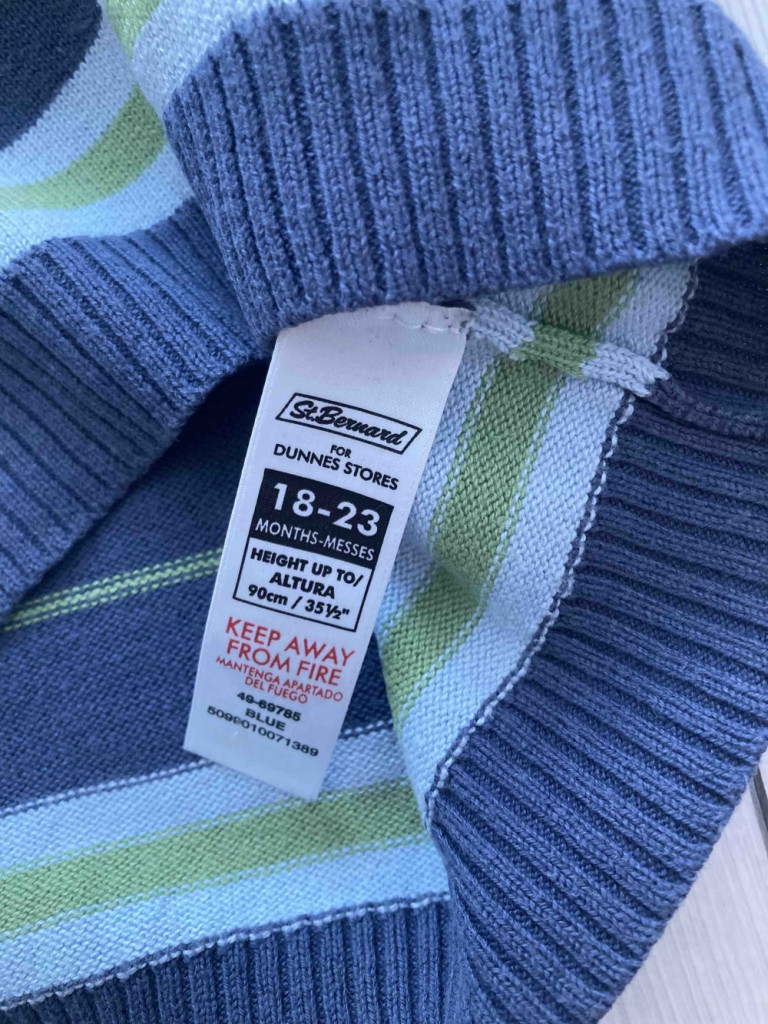 St.Bernard
FOR
DUNNES STORES
18-23
MONTHS-MESSES
HEIGHT UP TO/
ALTURA
90cm / 35½"
KEEP AWAY
FROM FIRE
MANTENGA APARTADO
DEL FUEGO
49-69785
BLUE
5099010071389